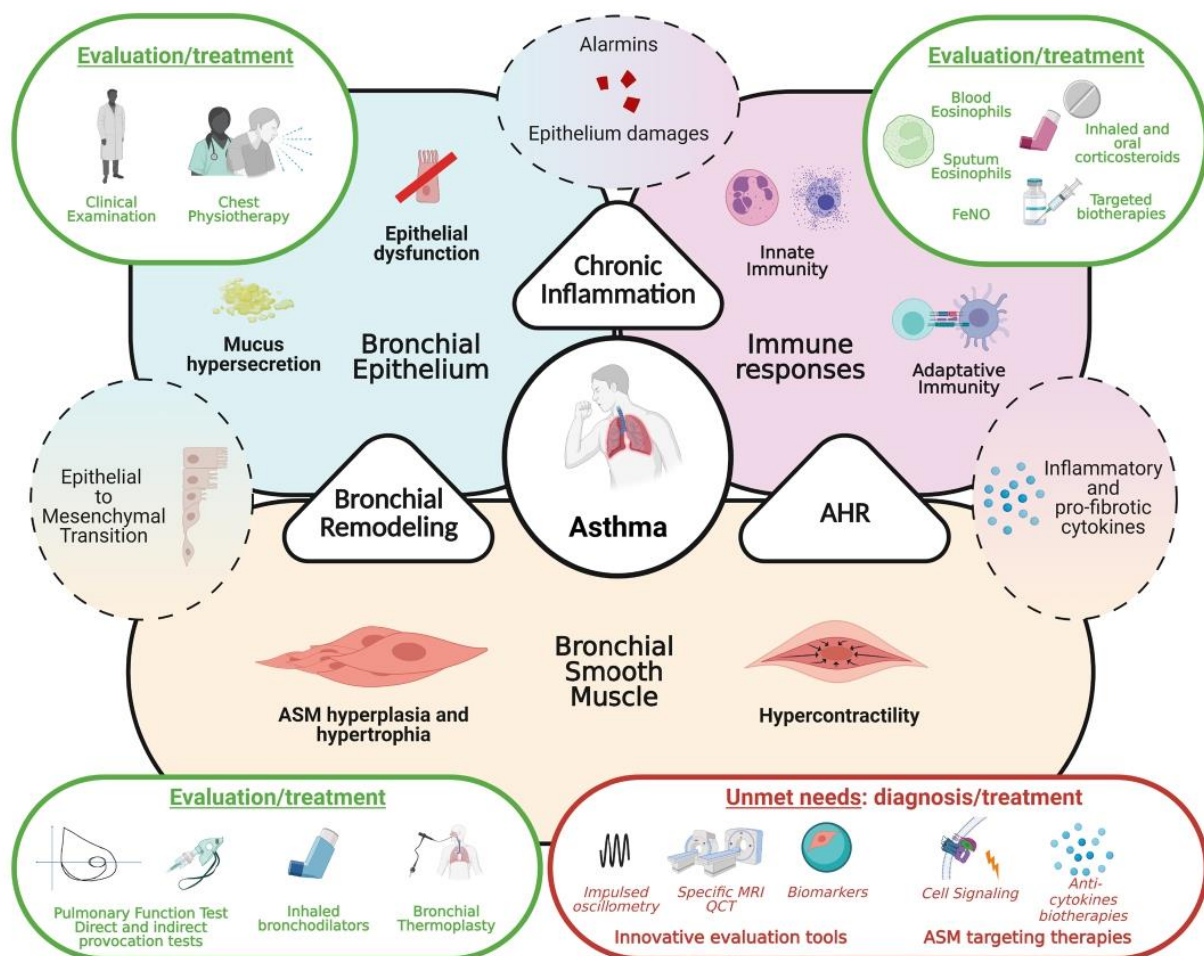 Evaluation/treatment
Clinical
Examination
Chest
Physiotherapy
Alarmins
Epithelium damages
Evaluation/treatment
Blood
Eosinophils
Sputum
Eosinophils
FeNO
Inhaled and
oral
corticosteroids
Targeted
biotherapies
Epithelial
dysfunction
Mucus
hypersecretion
Bronchial
Epithelium
Chronic
Inflammation
Innate
Immunity
Immune
responses
Adaptative
Immunity
Epithelial
to
Mesenchymal
Transition
Bronchial
Remodeling
Asthma
AHR
Inflammatory
and
pro-fibrotic
cytokines
Bronchial
Smooth
Muscle
ASM hyperplasia and
hypertrophia
Hypercontractility
Evaluation/treatment
Pulmonary Function Test
Direct and indirect
provocation tests
Inhaled
bronchodilators
Bronchial
Thermoplasty
Unmet needs: diagnosis/treatment
Impulsed
oscillometry
Specific MRI
QCT
Biomarkers
Cell Signaling
Anti-
cytokines
biotherapies
Innovative evaluation tools
ASM targeting therapies